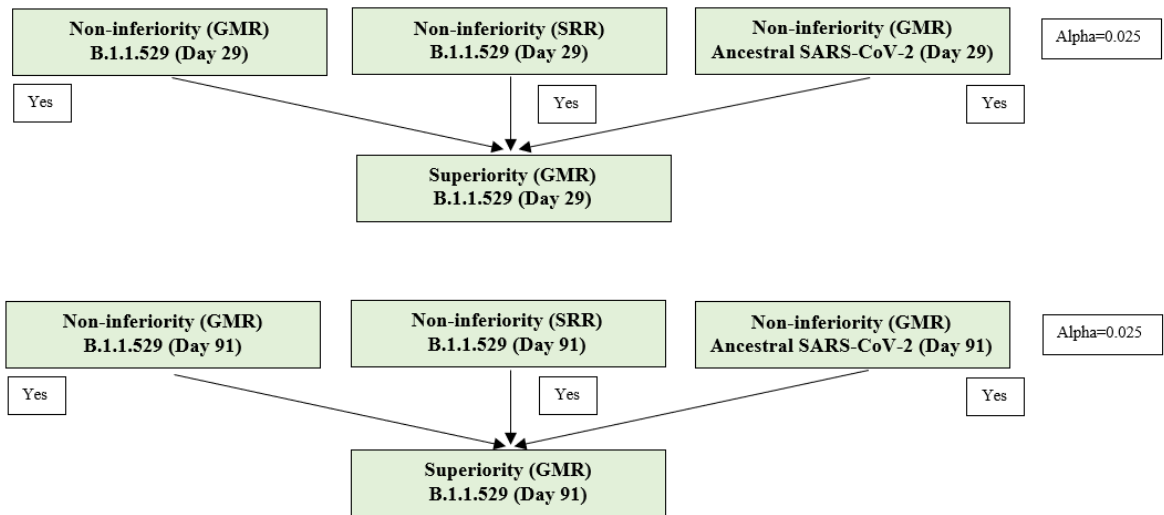 Non-inferiority (GMR)
B.1.1.529 (Day 29)
Non-inferiority (SRR)
B.1.1.529 (Day 29)
Non-inferiority (GMR)
Ancestral SARS-CoV-2 (Day 29)
Alpha=0.025
Yes
Yes
Yes
Superiority (GMR)
B.1.1.529 (Day 29)
Non-inferiority (GMR)
B.1.1.529 (Day 91)
Non-inferiority (SRR)
B.1.1.529 (Day 91)
Non-inferiority (GMR)
Ancestral SARS-CoV-2 (Day 91)
Alpha=0.025
Yes
Yes
Yes
Superiority (GMR)
B.1.1.529 (Day 91)